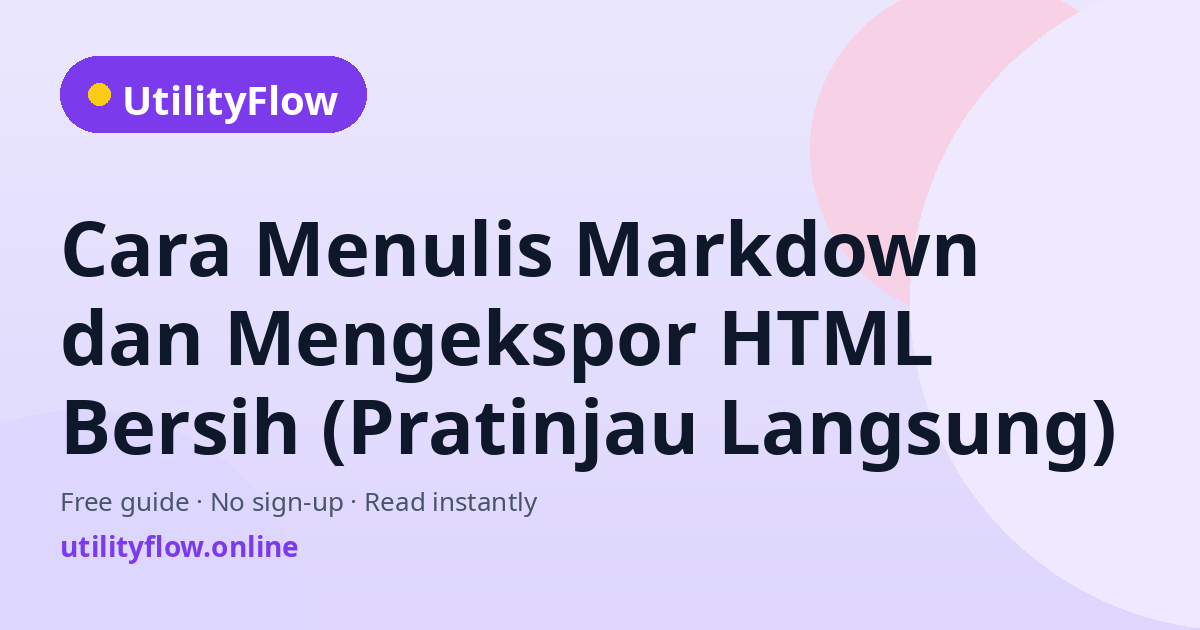 UtilityFlow
Cara Menulis Markdown
dan Mengekspor HTML
Bersih (Pratinjau Langsung)
Free guide · No sign-up · Read instantly
utilityflow.online